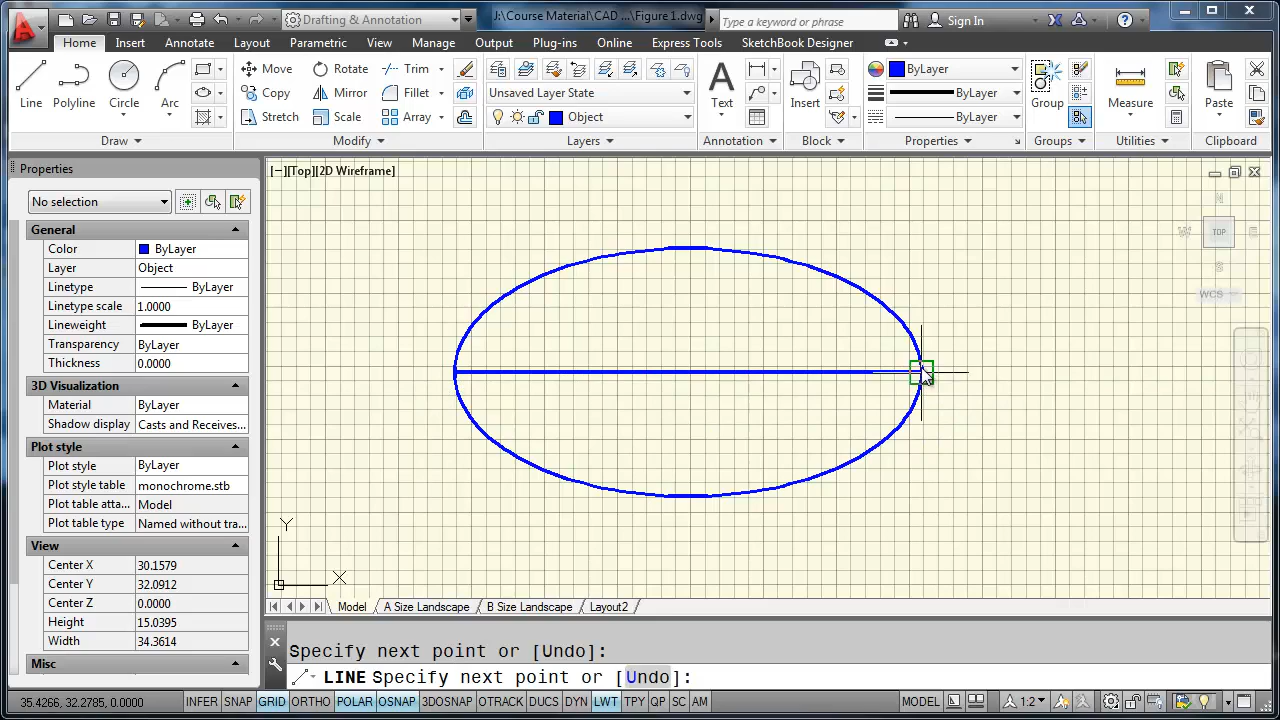 Drafting & Annotation
J:\Course Material\CAD ...\Figure 1.dwg
Type a keyword or phrase
Sign In
Home Insert Annotate Layout Parametric View Manage Output Plug-ins Online Express Tools SketchBook Designer
Line Polyline Circle Arc
Move Rotate Trim
Copy Mirror Fillet
Stretch Scale Array
Unsaved Layer State
Object
Text
Insert
ByLayer
ByLayer
ByLayer
Group
Measure
Paste
Draw Modify Layers Annotation Block Properties Groups Utilities Clipboard
Properties
No selection
General
Color ByLayer
Layer Object
Linetype ByLayer
Linetype scale 1.0000
Lineweight ByLayer
Transparency ByLayer
Thickness 0.0000
3D Visualization
Material ByLayer
Shadow display Casts and Receives...
Plot style
Plot style ByLayer
Plot style table monochrome.stb
Plot table atta... Model
Plot table type Named without tra...
View
Center X 30.1579
Center Y 32.0912
Center Z 0.0000
Height 15.0395
Width 34.3614
Misc
[−][Top][2D Wireframe]
N
W TOP E
S
WCS
Y
X
Model A Size Landscape B Size Landscape Layout2
Specify next point or [Undo]:
LINE Specify next point or [Undo]:
35.4266, 32.2785, 0.0000 INFER SNAP GRID ORTHO POLAR OSNAP 3DOSNAP OTRACK DUCS DYN LWT TPY QP SC AM MODEL 1:2